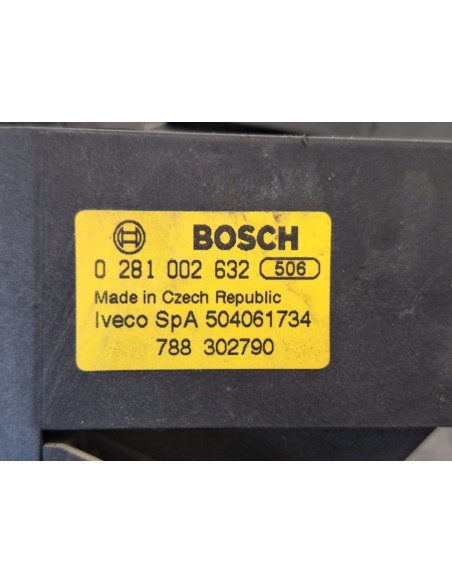 BOSCH
0 281 002 632 506
Made in Czech Republic
Iveco SpA 504061734
788 302790